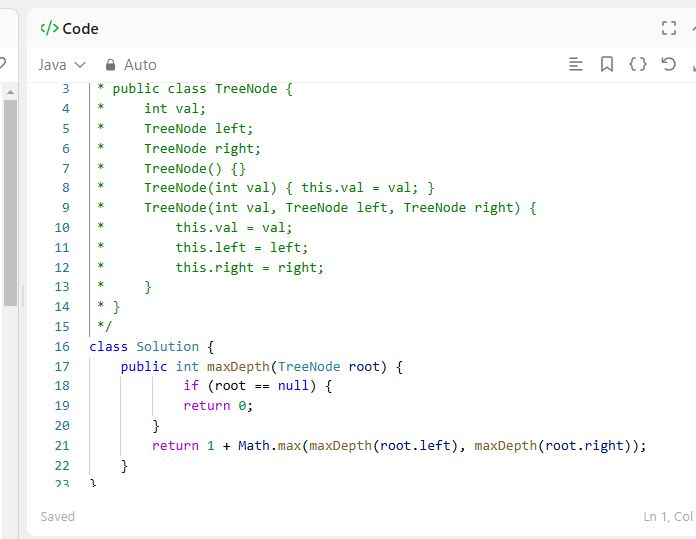 </> Code
Java Auto
3 * public class TreeNode {
4 *     int val;
5 *     TreeNode left;
6 *     TreeNode right;
7 *     TreeNode() {}
8 *     TreeNode(int val) { this.val = val; }
9 *     TreeNode(int val, TreeNode left, TreeNode right) {
10 *         this.val = val;
11 *         this.left = left;
12 *         this.right = right;
13 *     }
14 * }
15 */
16 class Solution {
17     public int maxDepth(TreeNode root) {
18             if (root == null) {
19             return 0;
20         }
21         return 1 + Math.max(maxDepth(root.left), maxDepth(root.right));
22     }
23 }
Saved Ln 1, Col